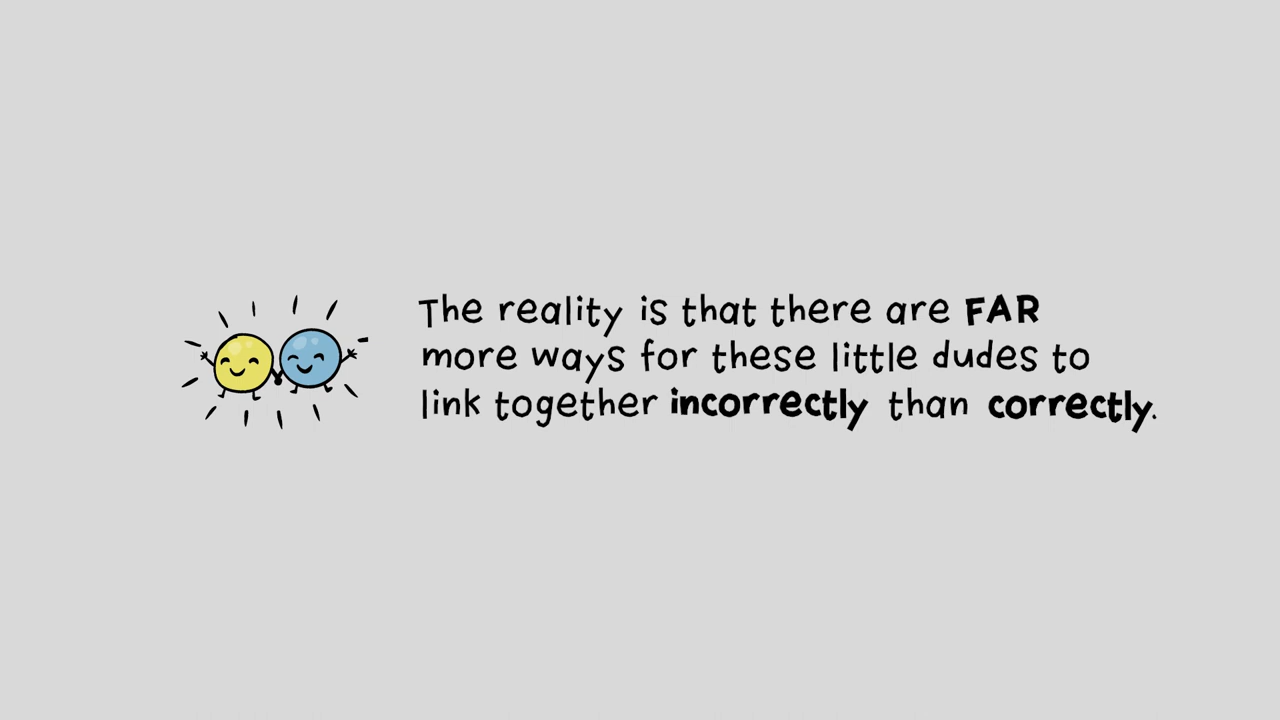 The reality is that there are FAR
more ways for these little dudes to
link together incorrectly than correctly.